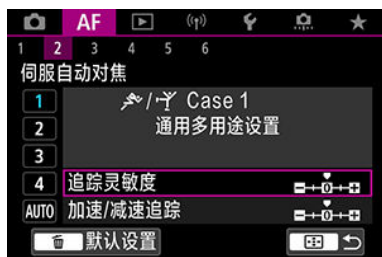 AF
1 2 3 4 5 6
伺服自动对焦
1 Case 1
2 通用多用途设置
3
4 追踪灵敏度 0
AUTO 加速/减速追踪 0
默认设置